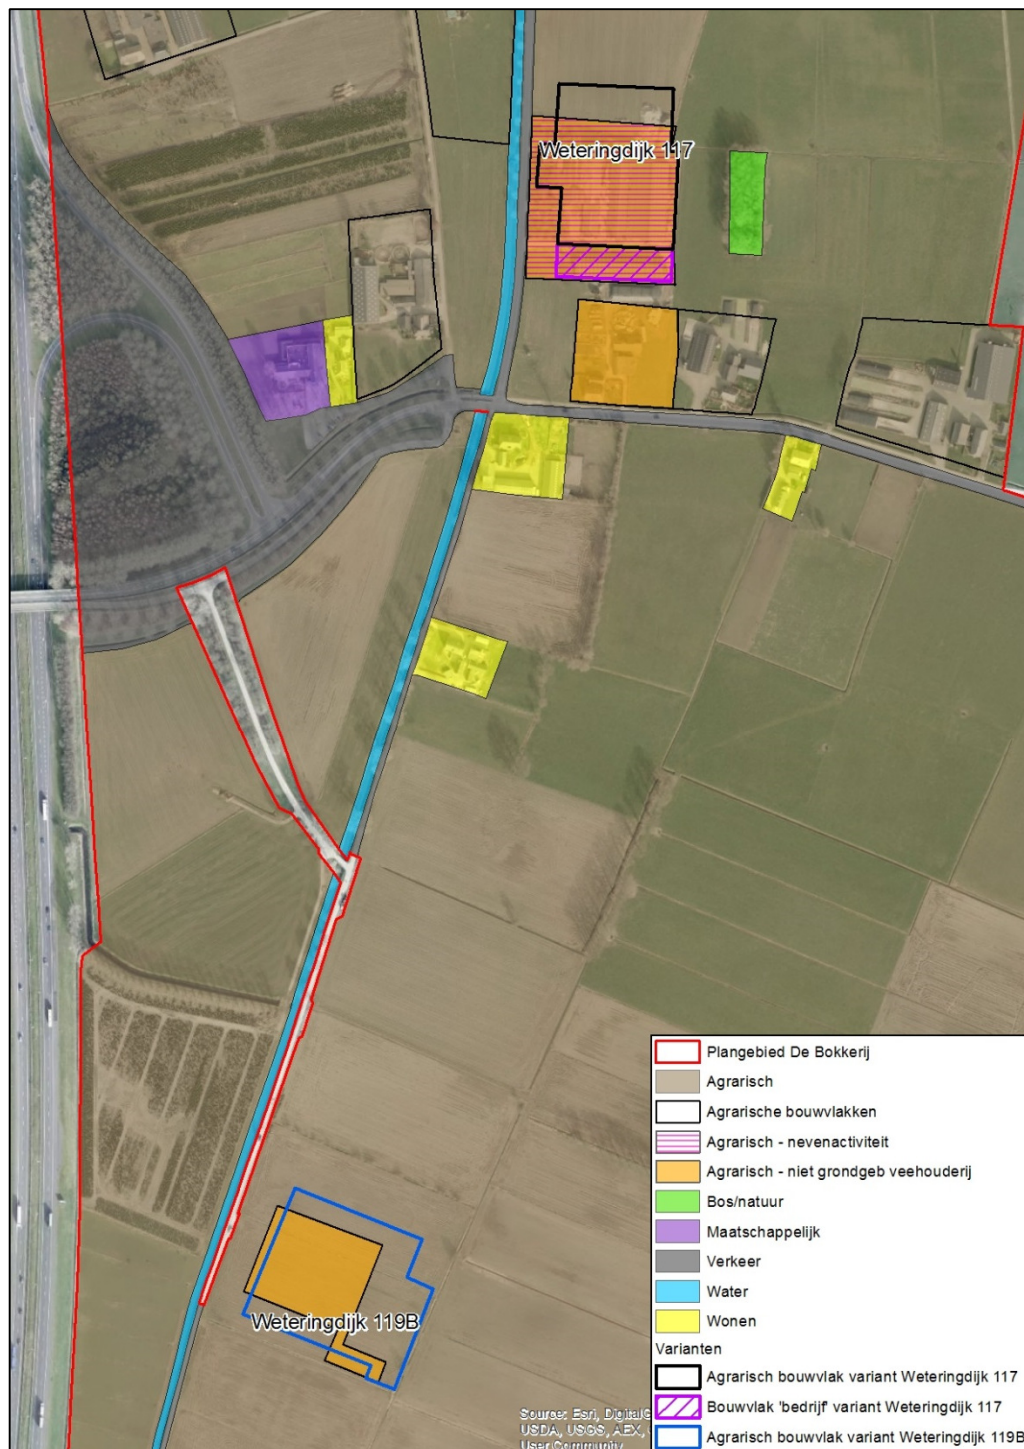 Weteringdijk 117
Plangebied De Bokkerij
Agrarisch
Agrarische bouwvlakken
Agrarisch - nevenactiviteit
Agrarisch - niet grondgeb veehouderij
Bos/natuur
Maatschappelijk
Verkeer
Water
Weteringdijk 119B
Wonen
Varianten
Agrarisch bouwvlak variant Weteringdijk 117
Bouwvlak 'bedrijf' variant Weteringdijk 117
Agrarisch bouwvlak variant Weteringdijk 119B
Source: Esri, DigitalG
USDA, USGS, AEX,
User Community